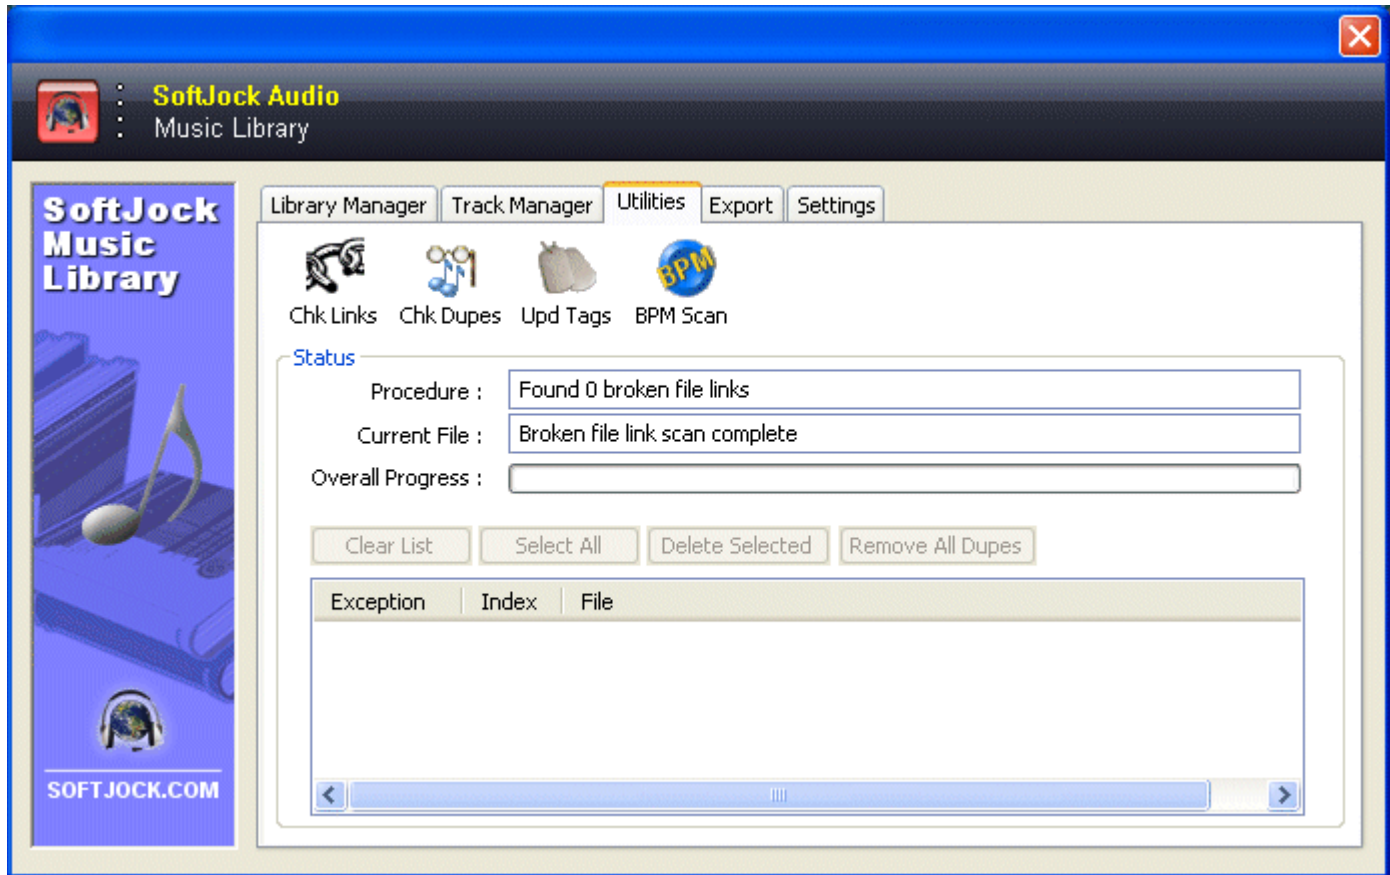 SoftJock Audio
Music Library
SoftJock
Music
Library
SOFTJOCK.COM
Library Manager Track Manager Utilities Export Settings
BPM
Chk Links Chk Dupes Upd Tags BPM Scan
Status
Procedure : Found 0 broken file links
Current File : Broken file link scan complete
Overall Progress :
Clear List Select All Delete Selected Remove All Dupes
Exception Index File